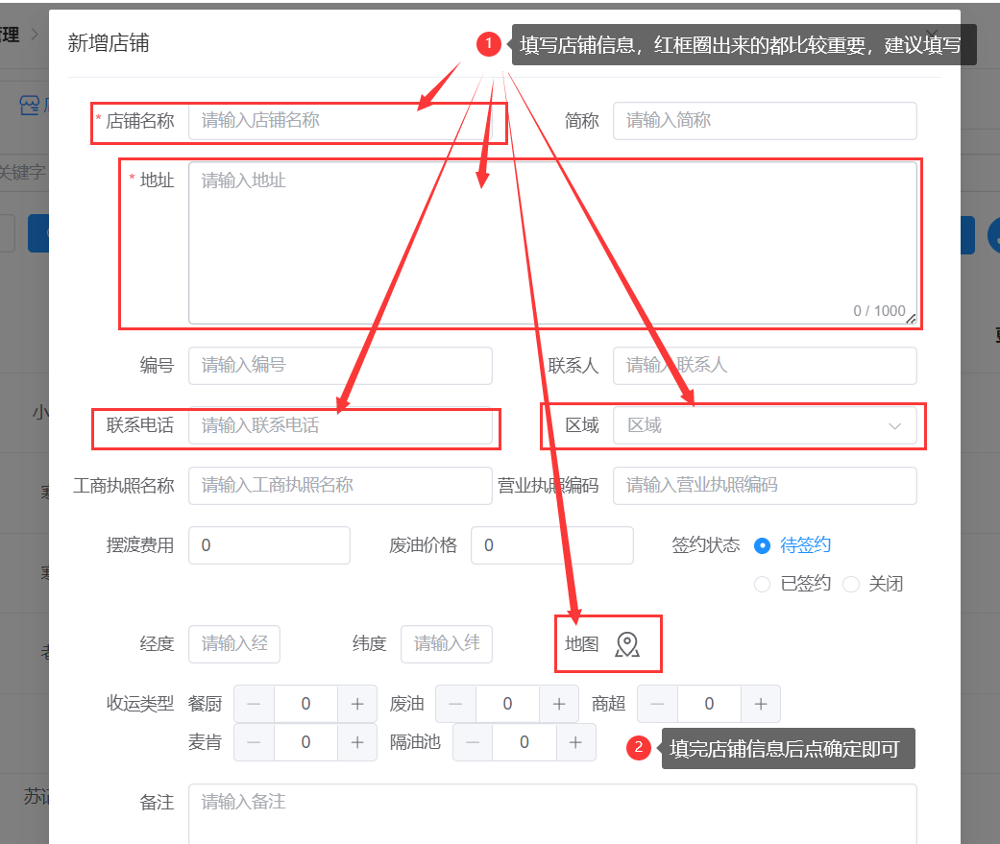 管理
新增店铺
1 填写店铺信息，红框圈出来的都比较重要，建议填写
* 店铺名称 请输入店铺名称 简称 请输入简称
关键字
* 地址 请输入地址
0 / 1000
编号 请输入编号 联系人 请输入联系人
小
联系电话 请输入联系电话 区域 区域
工商执照名称 请输入工商执照名称 营业执照编码 请输入营业执照编码
摆渡费用 0 废油价格 0 签约状态 待签约
已签约 关闭
经度 请输入经 纬度 请输入纬 地图
收运类型 餐厨 0 废油 0 商超 0
麦肯 0 隔油池 0
2 填完店铺信息后点确定即可
备注 请输入备注